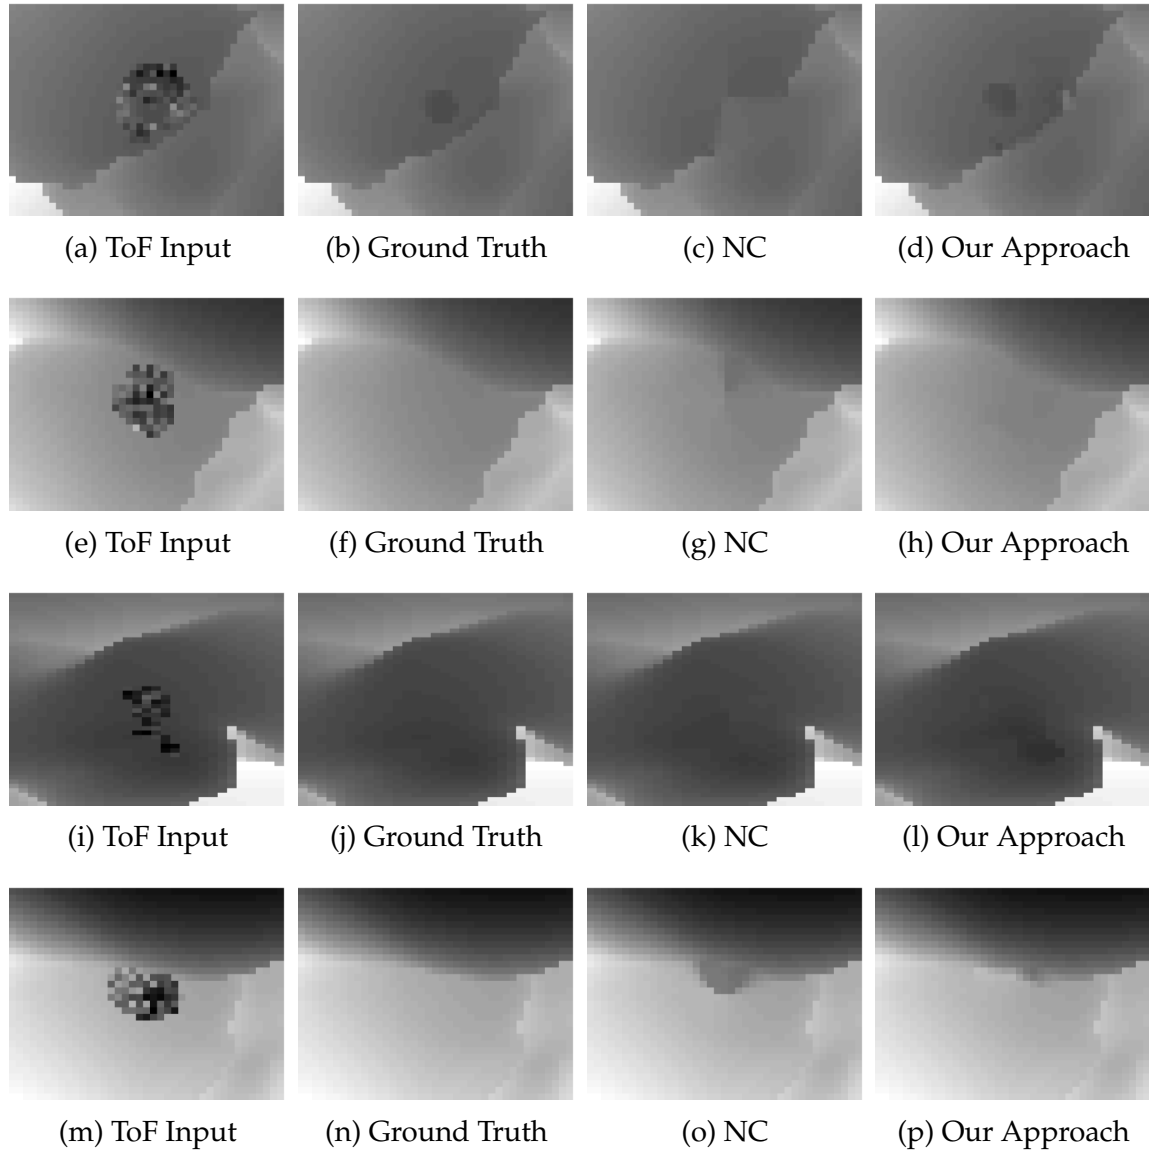 (a) ToF Input (b) Ground Truth (c) NC (d) Our Approach
(e) ToF Input (f) Ground Truth (g) NC (h) Our Approach
(i) ToF Input (j) Ground Truth (k) NC (l) Our Approach
(m) ToF Input (n) Ground Truth (o) NC (p) Our Approach